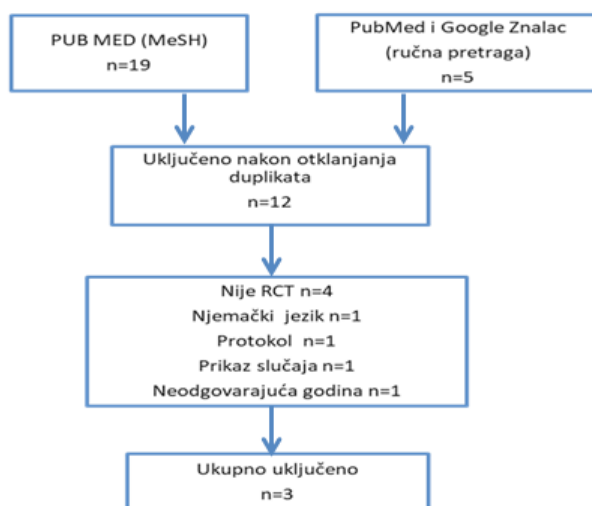 PUB MED (MeSH)
n=19
PubMed i Google Znalac
(ručna pretraga)
n=5
Uključeno nakon otklanjanja
duplikata
n=12
Nije RCT n=4
Njemački jezik n=1
Protokol n=1
Prikaz slučaja n=1
Neodgovarajuća godina n=1
Ukupno uključeno
n=3